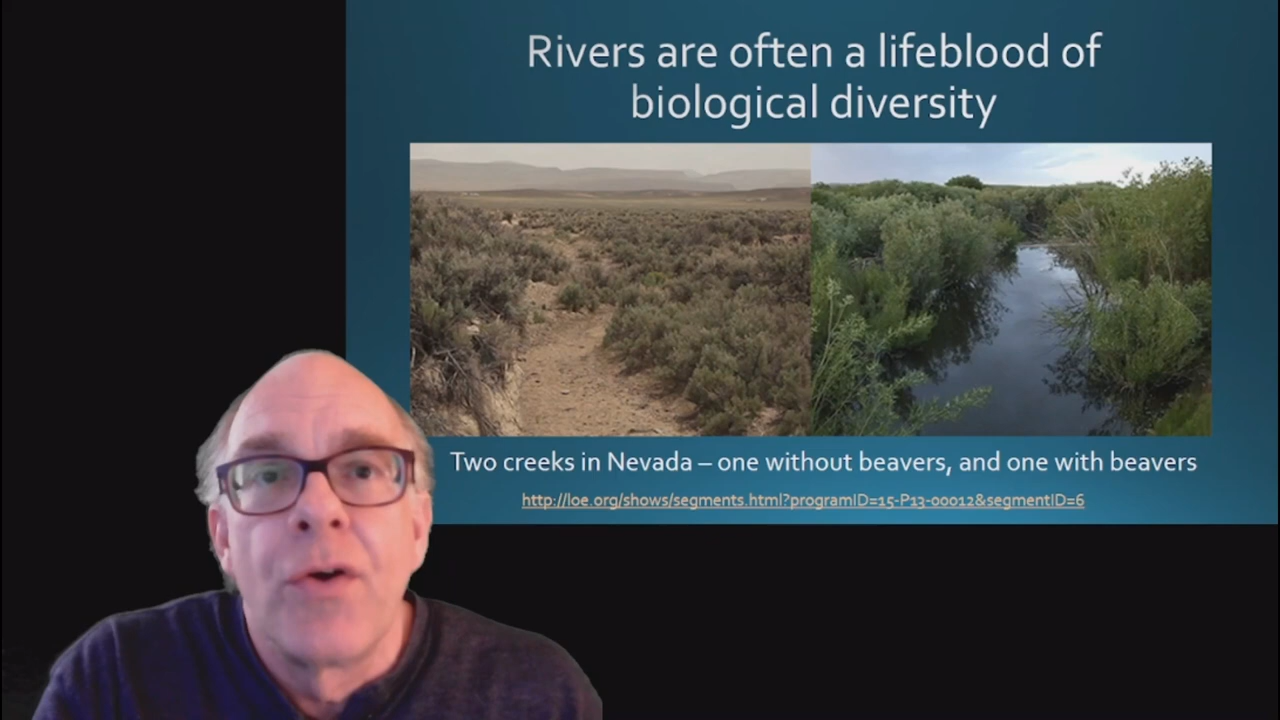 Rivers are often a lifeblood of
biological diversity
Two creeks in Nevada – one without beavers, and one with beavers
http://loe.org/shows/segments.html?programID=15-P13-00012&segmentID=6